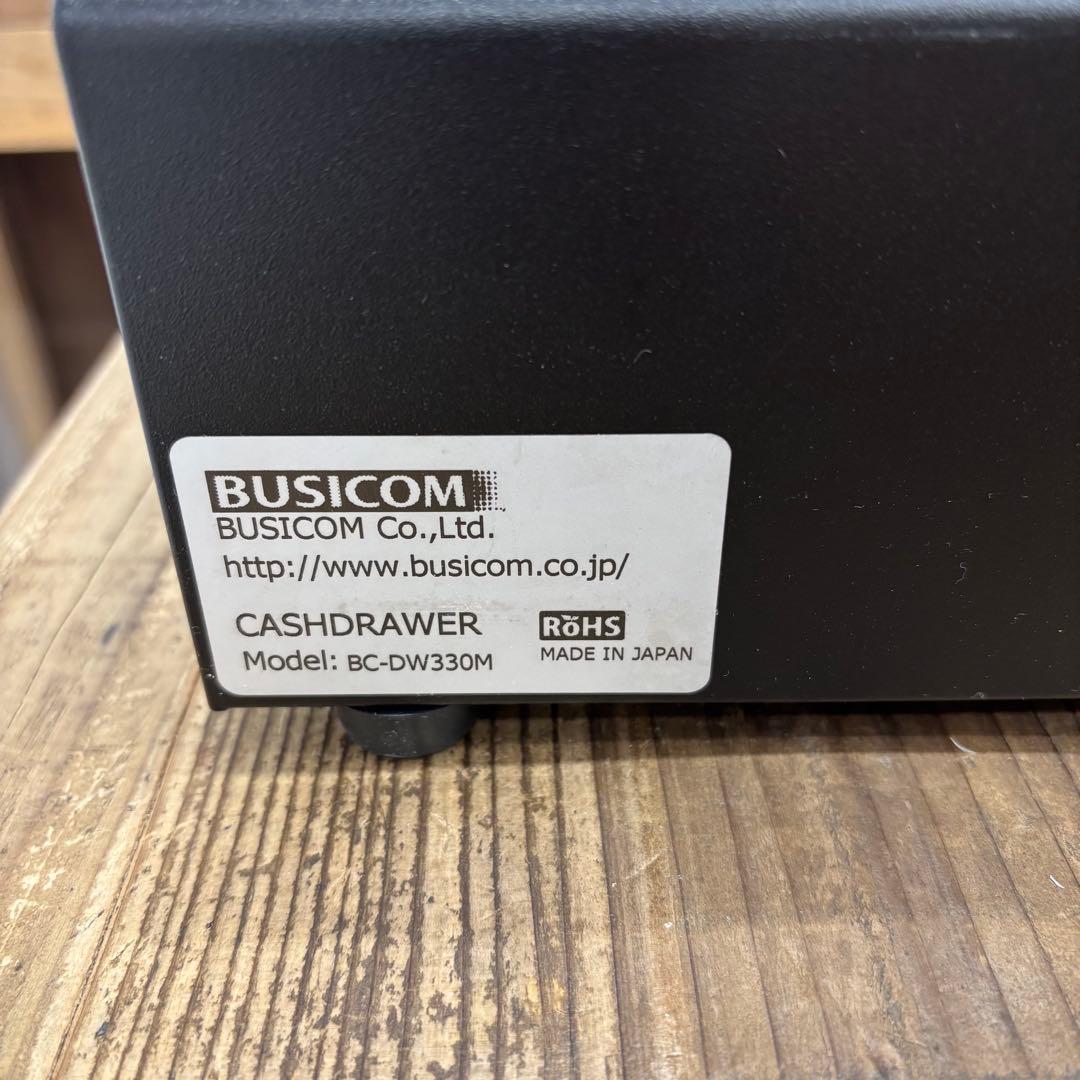 BUSICOM
BUSICOM Co.,Ltd.
http://www.busicom.co.jp/
CASHDRAWER
Model: BC-DW330M
RoHS
MADE IN JAPAN